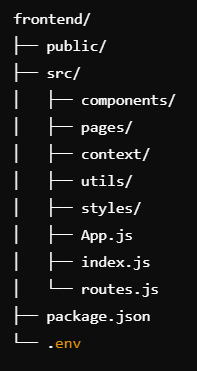 frontend/
├── public/
├── src/
│   ├── components/
│   ├── pages/
│   ├── context/
│   ├── utils/
│   ├── styles/
│   ├── App.js
│   ├── index.js
│   └── routes.js
├── package.json
└── .env